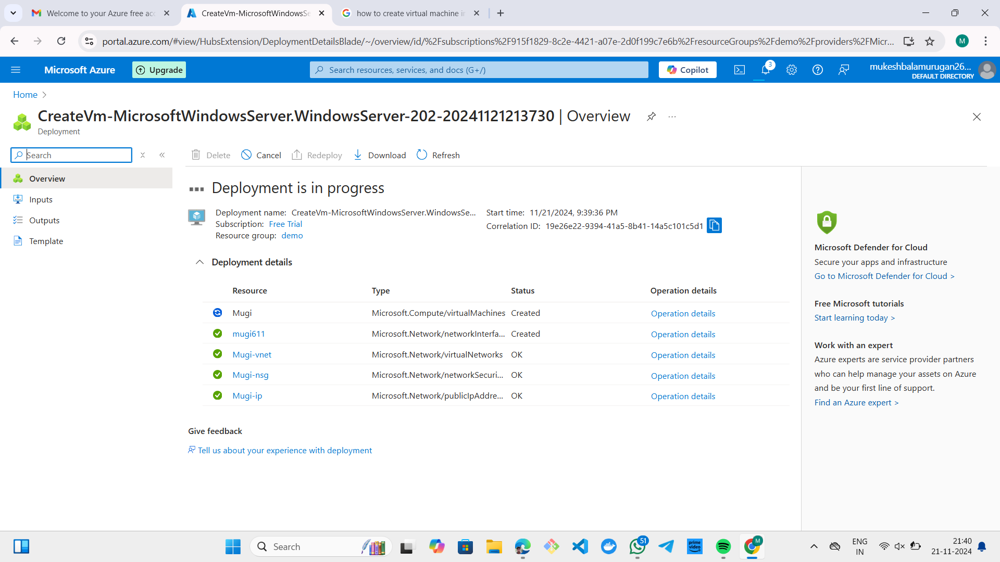 Welcome to your Azure free acc
CreateVm-MicrosoftWindowsSe
how to create virtual machine in
portal.azure.com/#view/HubsExtension/DeploymentDetailsBlade/~/overview/id/%2Fsubscriptions%2F915f1829-8c2e-4421-a07e-2d0f199c7e6b%2FresourceGroups%2Fdemo%2Fproviders%2FMicr...
M
Microsoft Azure
Upgrade
Search resources, services, and docs (G+/)
Copilot
3
mukeshbalamurugan26...
DEFAULT DIRECTORY
Home
CreateVm-MicrosoftWindowsServer.WindowsServer-202-20241121213730 | Overview
Deployment
Search
Delete
Cancel
Redeploy
Download
Refresh
Overview
Inputs
Outputs
Template
Deployment is in progress
Deployment name: CreateVm-MicrosoftWindowsServer.WindowsSe...
Subscription: Free Trial
Resource group: demo
Start time: 11/21/2024, 9:39:36 PM
Correlation ID: 19e26e22-9394-41a5-8b41-14a5c101c5d1
Deployment details
Resource Type Status Operation details
Mugi Microsoft.Compute/virtualMachines Created Operation details
mugi611 Microsoft.Network/networkInterfa... Created Operation details
Mugi-vnet Microsoft.Network/virtualNetworks OK Operation details
Mugi-nsg Microsoft.Network/networkSecuri... OK Operation details
Mugi-ip Microsoft.Network/publicIpAddre... OK Operation details
Give feedback
Tell us about your experience with deployment
Microsoft Defender for Cloud
Secure your apps and infrastructure
Go to Microsoft Defender for Cloud >
Free Microsoft tutorials
Start learning today >
Work with an expert
Azure experts are service provider partners
who can help manage your assets on Azure
and be your first line of support.
Find an Azure expert >
Search
51
prime
video
M
ENG
IN
21:40
21-11-2024